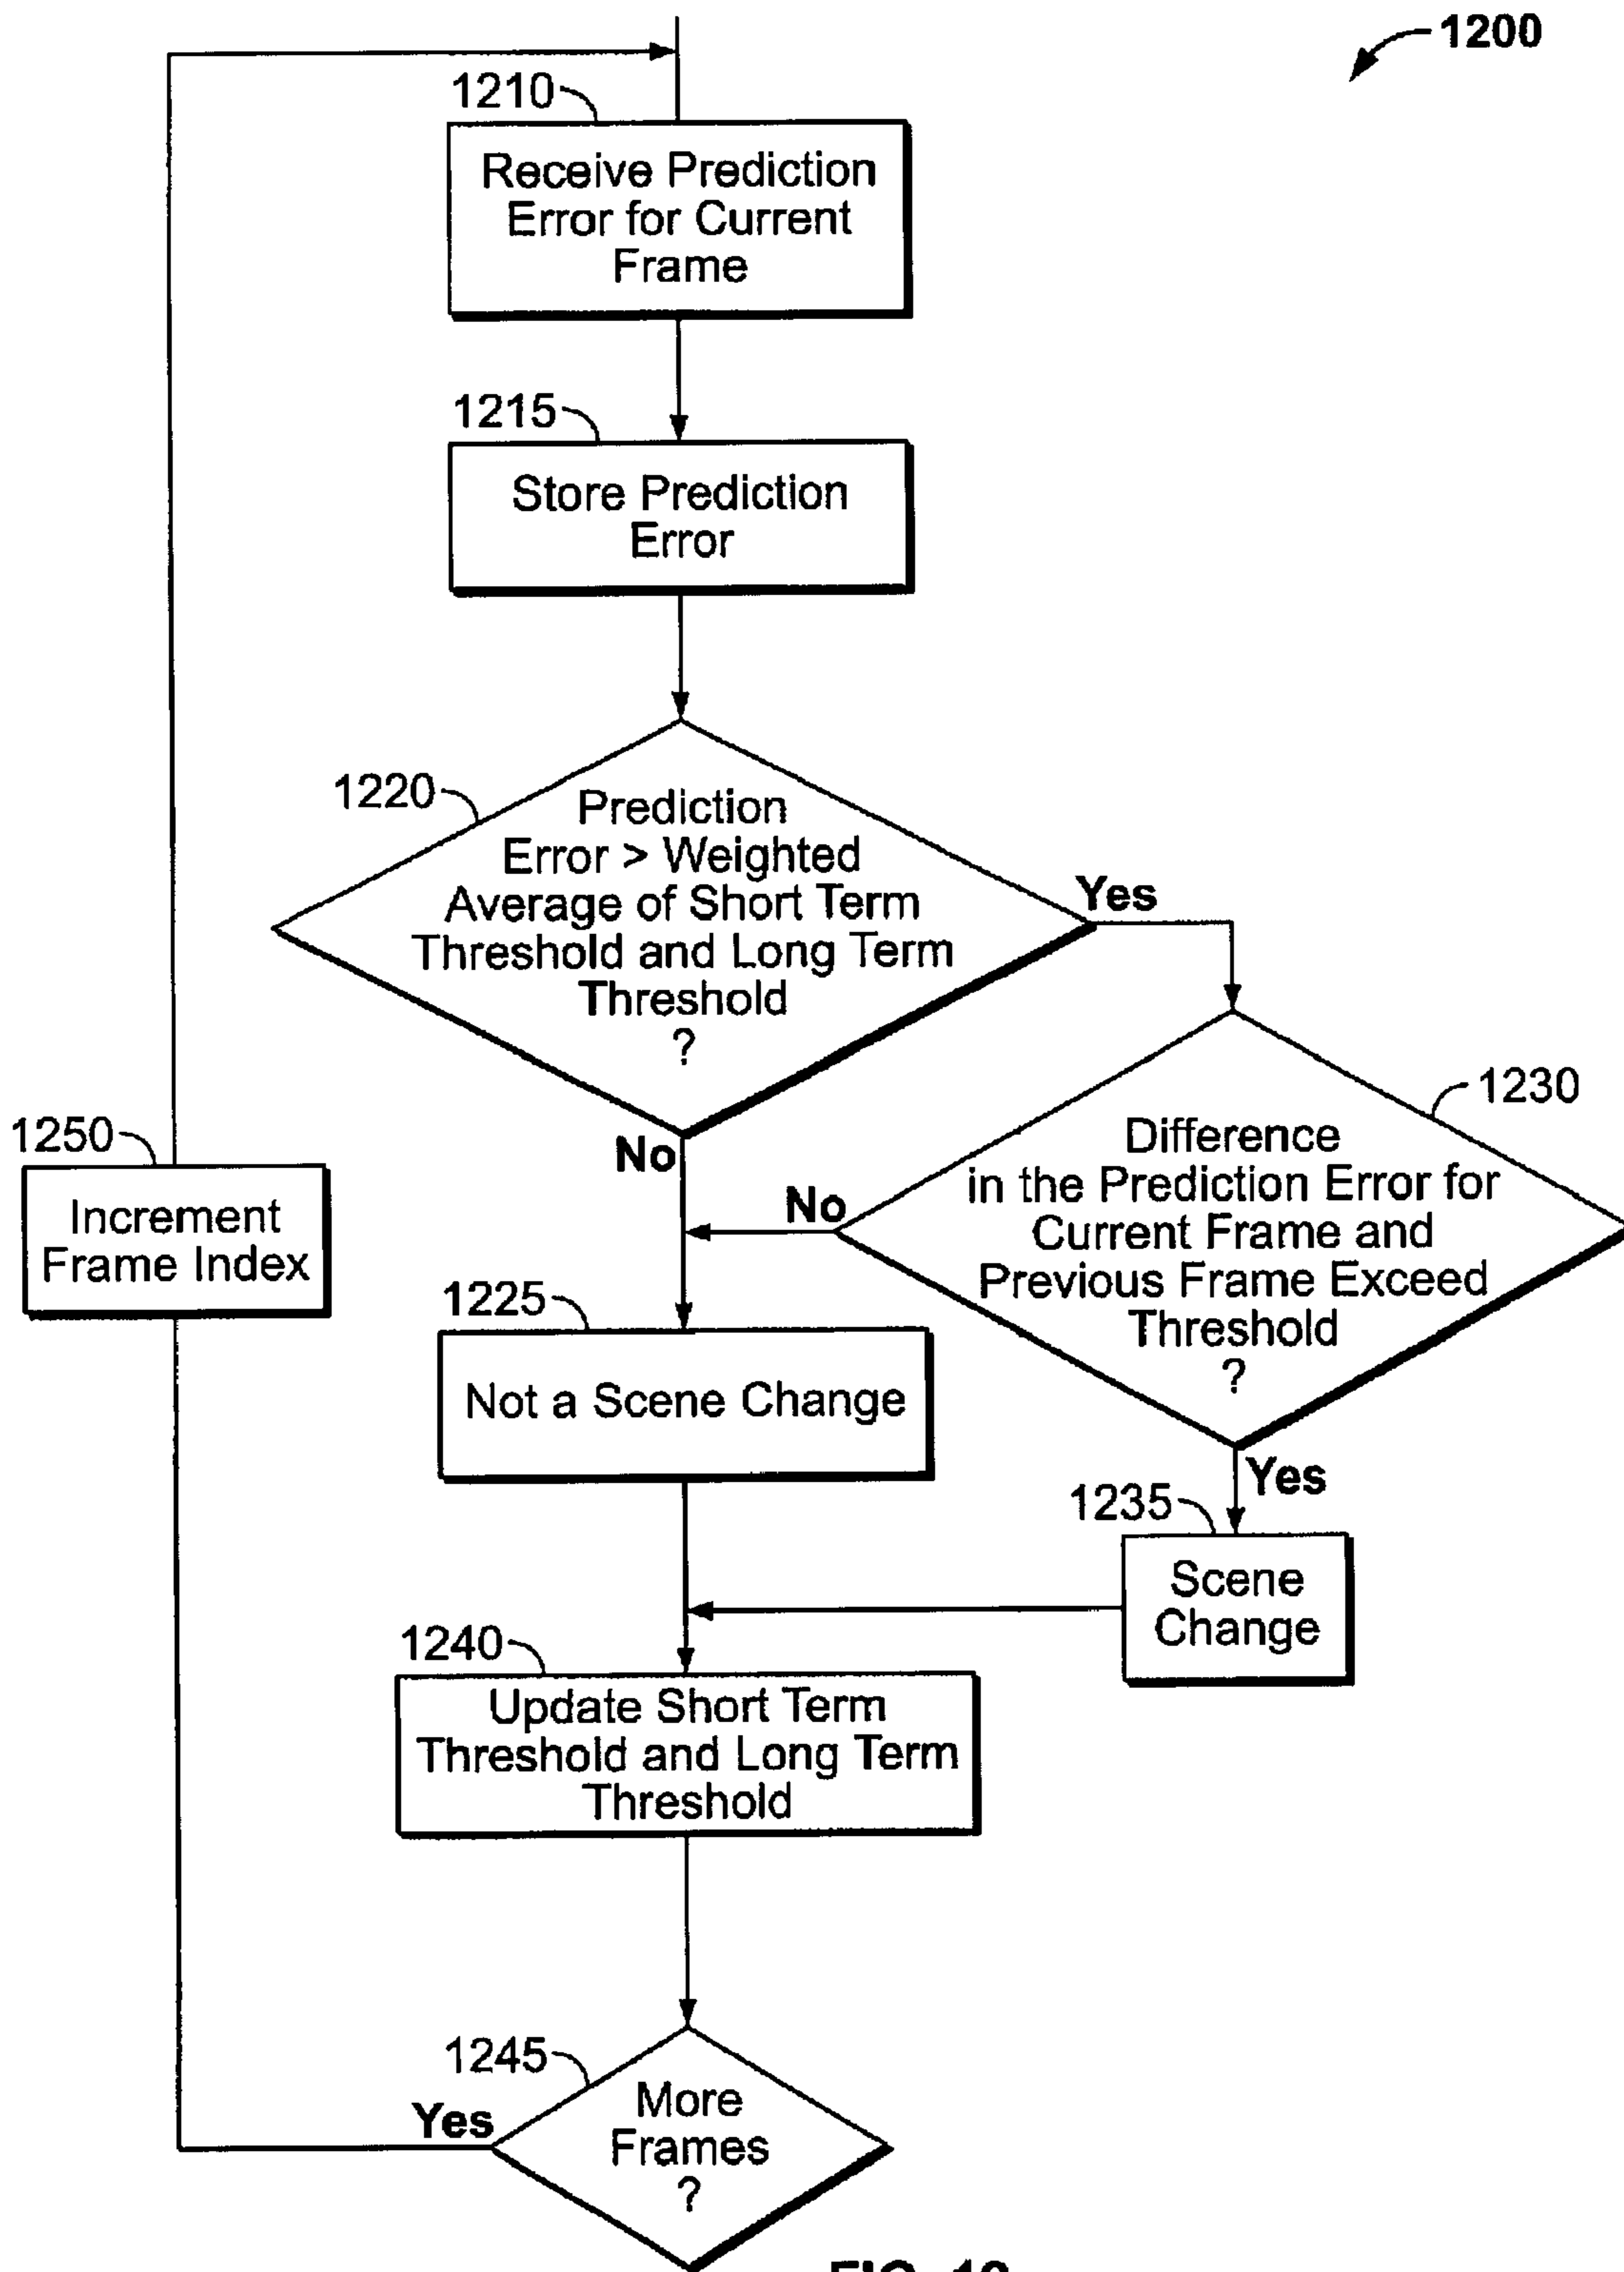 1200
1210
Receive Prediction
Error for Current
Frame
1215
Store Prediction
Error
1220
Prediction
Error > Weighted
Average of Short Term
Threshold and Long Term
Threshold
?
Yes
No
1230
Difference
in the Prediction Error for
Current Frame and
Previous Frame Exceed
Threshold
?
No
Yes
1250
Increment
Frame Index
1225
Not a Scene Change
1235
Scene
Change
1240
Update Short Term
Threshold and Long Term
Threshold
1245
More
Frames
?
Yes